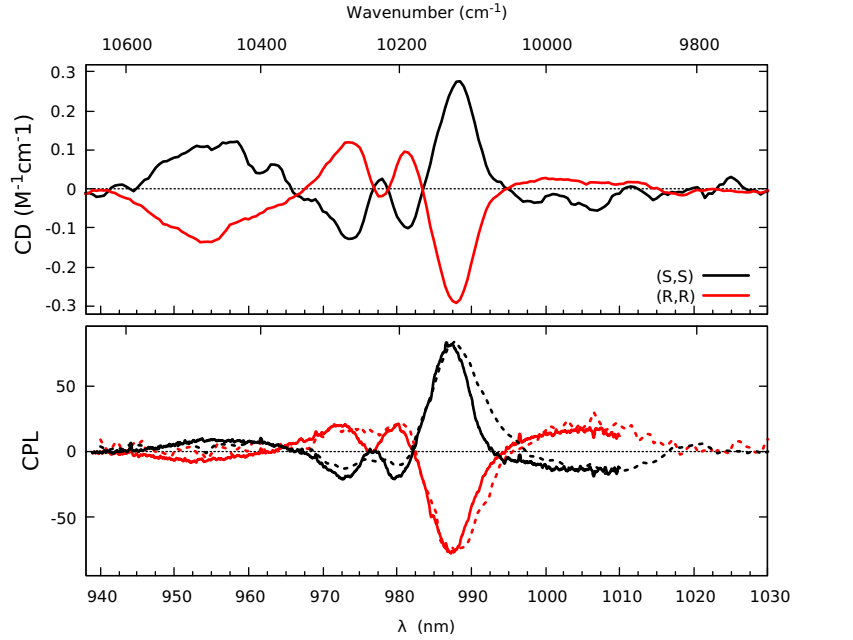 Wavenumber (cm-1)
10600 10400 10200 10000 9800
CD (M-1cm-1)
0.3
0.2
0.1
0
-0.1
-0.2
-0.3
(S,S)
(R,R)
CPL
50
0
-50
940 950 960 970 980 990 1000 1010 1020 1030
λ (nm)